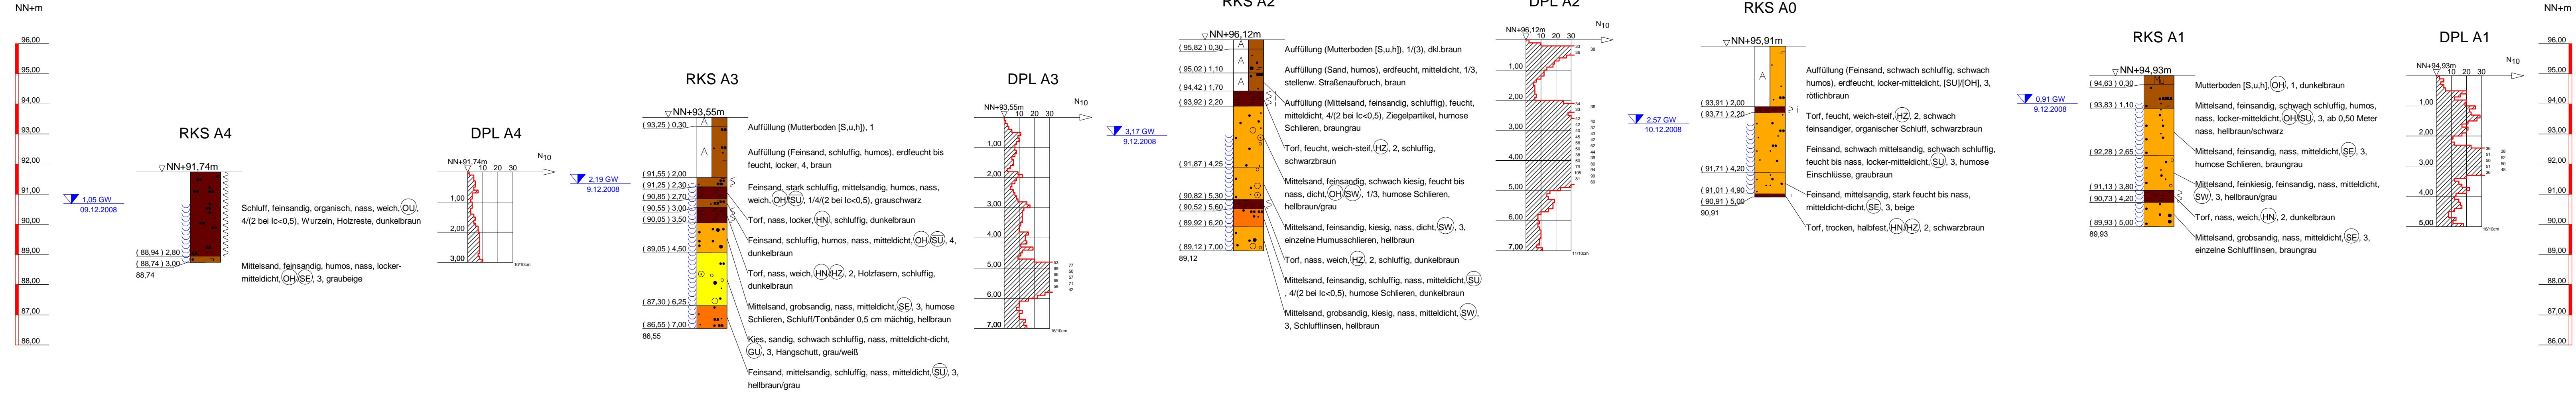 NN+m
96,00
95,00
94,00
93,00
92,00
91,00
90,00
89,00
88,00
87,00
86,00
1,05 GW
09.12.2008
RKS A4
NN+91,74m
( 88,94 ) 2,80
( 88,74 ) 3,00
88,74
Schluff, feinsandig, organisch, nass, weich, OU,
4/(2 bei Ic<0,5), Wurzeln, Holzreste, dunkelbraun
Mittelsand, feinsandig, humos, nass, locker-
mitteldicht, OH/SE, 3, graubeige
DPL A4
NN+91,74m
10 20 30
N10
1,00
2,00
3,00
10/10cm
2,19 GW
9.12.2008
RKS A3
NN+93,55m
A
A
( 93,25 ) 0,30
( 91,55 ) 2,00
( 91,25 ) 2,30
( 90,85 ) 2,70
( 90,55 ) 3,00
( 90,05 ) 3,50
( 89,05 ) 4,50
( 87,30 ) 6,25
( 86,55 ) 7,00
86,55
Auffüllung (Mutterboden [S,u,h]), 1
Auffüllung (Feinsand, schluffig, humos), erdfeucht bis
feucht, locker, 4, braun
Feinsand, stark schluffig, mittelsandig, humos, nass,
weich, OH/SU, 1/4/(2 bei Ic<0,5), grauschwarz
Torf, nass, locker, HN, schluffig, dunkelbraun
Feinsand, schluffig, humos, nass, mitteldicht, OH/SU, 4,
dunkelbraun
Torf, nass, weich, HN/HZ, 2, Holzfasern, schluffig,
dunkelbraun
Mittelsand, grobsandig, nass, mitteldicht, SE, 3, humose
Schlieren, Schluff/Tonbänder 0,5 cm mächtig, hellbraun
Kies, sandig, schwach schluffig, nass, mitteldicht-dicht,
GU, 3, Hangschutt, grau/weiß
Feinsand, mittelsandig, schluffig, nass, mitteldicht, SU, 3,
hellbraun/grau
DPL A3
NN+93,55m
10 20 30
N10
1,00
2,00
3,00
4,00
5,00
6,00
7,00
3,17 GW
9.12.2008
RKS A2
NN+96,12m
A
A
A
( 95,82 ) 0,30
( 95,02 ) 1,10
( 94,42 ) 1,70
( 93,92 ) 2,20
( 91,87 ) 4,25
( 90,82 ) 5,30
( 90,52 ) 5,60
( 89,92 ) 6,20
( 89,12 ) 7,00
89,12
Auffüllung (Mutterboden [S,u,h]), 1/(3), dkl.braun
Auffüllung (Sand, humos), erdfeucht, mitteldicht, 1/3,
stellenw. Straßenaufbruch, braun
Auffüllung (Mittelsand, feinsandig, schluffig), feucht,
mitteldicht, 4/(2 bei Ic<0,5), Ziegelpartikel, humose
Schlieren, braungrau
Torf, feucht, weich-steif, HZ, 2, schluffig,
schwarzbraun
Mittelsand, feinsandig, schwach kiesig, feucht bis
nass, dicht, OH/SW, 1/3, humose Schlieren,
hellbraun/grau
Mittelsand, feinsandig, kiesig, nass, dicht, SW, 3,
einzelne Humusschlieren, hellbraun
Torf, nass, weich, HZ, 2, schluffig, dunkelbraun
Mittelsand, feinsandig, schluffig, nass, mitteldicht, SU
, 4/(2 bei Ic<0,5), humose Schlieren, dunkelbraun
Mittelsand, grobsandig, kiesig, nass, mitteldicht, SW,
3, Schlufflinsen, hellbraun
DPL A2
NN+96,12m
10 20 30
N10
1,00
2,00
3,00
4,00
5,00
6,00
7,00
11/10cm
2,57 GW
10.12.2008
RKS A0
NN+95,91m
A
( 93,91 ) 2,00
( 93,71 ) 2,20
( 91,71 ) 4,20
( 91,01 ) 4,90
( 90,91 ) 5,00
90,91
Auffüllung (Feinsand, schwach schluffig, schwach
humos), erdfeucht, locker-mitteldicht, [SU]/[OH], 3,
rötlichbraun
Torf, feucht, weich-steif, HZ, 2, schwach
feinsandiger, organischer Schluff, schwarzbraun
Feinsand, schwach mittelsandig, schwach schluffig,
feucht bis nass, locker-mitteldicht, SU, 3, humose
Einschlüsse, graubraun
Feinsand, mittelsandig, stark feucht bis nass,
mitteldicht-dicht, SE, 3, beige
Torf, trocken, halbfest, HN/HZ, 2, schwarzbraun
0,91 GW
9.12.2008
RKS A1
NN+94,93m
Mu
( 94,63 ) 0,30
( 93,83 ) 1,10
( 92,28 ) 2,65
( 91,13 ) 3,80
( 90,73 ) 4,20
( 89,93 ) 5,00
89,93
Mutterboden [S,u,h], OH, 1, dunkelbraun
Mittelsand, feinsandig, schwach schluffig, humos,
nass, locker-mitteldicht, OH/SU, 3, ab 0,50 Meter
nass, hellbraun/schwarz
Mittelsand, feinsandig, nass, mitteldicht, SE, 3,
humose Schlieren, braungrau
Mittelsand, feinkiesig, feinsandig, nass, mitteldicht,
SW, 3, hellbraun/grau
Torf, nass, weich, HN, 2, dunkelbraun
Mittelsand, grobsandig, nass, mitteldicht, SE, 3,
einzelne Schlufflinsen, braungrau
DPL A1
NN+94,93m
10 20 30
N10
1,00
2,00
3,00
4,00
5,00
NN+m
96,00
95,00
94,00
93,00
92,00
91,00
90,00
89,00
88,00
87,00
86,00